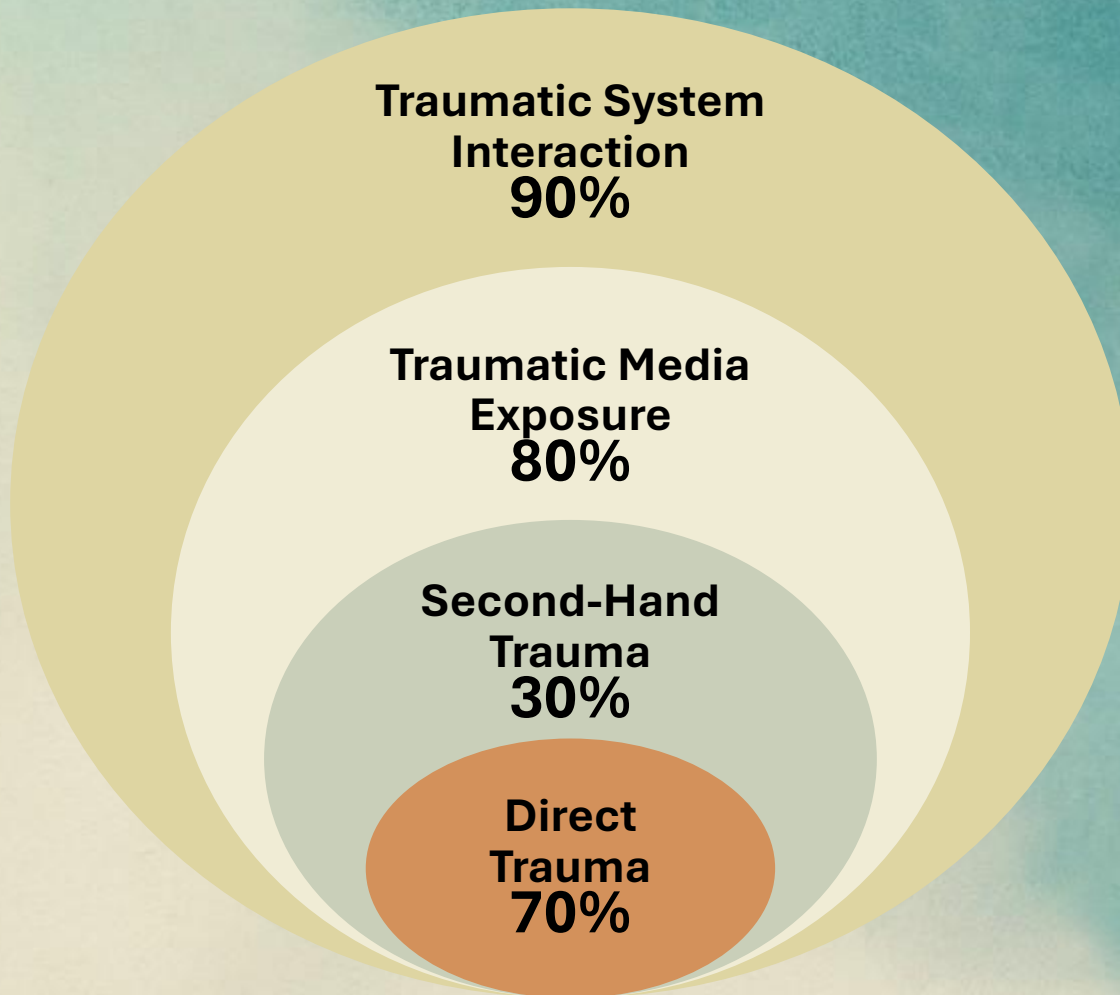 Traumatic System
Interaction
90%
Traumatic Media
Exposure
80%
Second-Hand
Trauma
30%
Direct
Trauma
70%